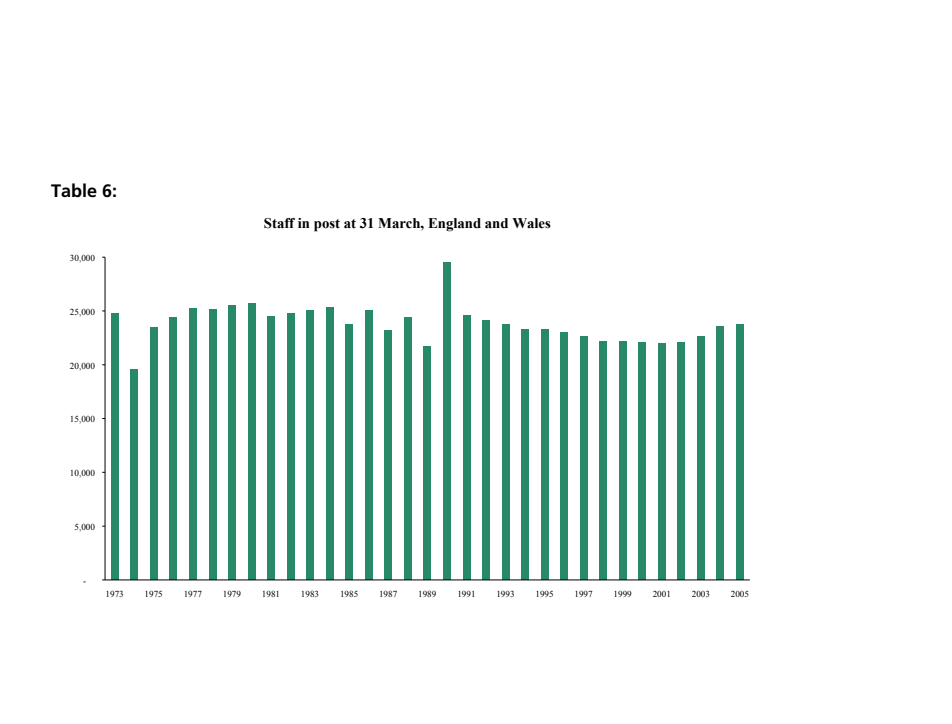 Table 6:
Staff in post at 31 March, England and Wales
30,000
25,000
20,000
15,000
10,000
5,000
-
1973 1975 1977 1979 1981 1983 1985 1987 1989 1991 1993 1995 1997 1999 2001 2003 2005